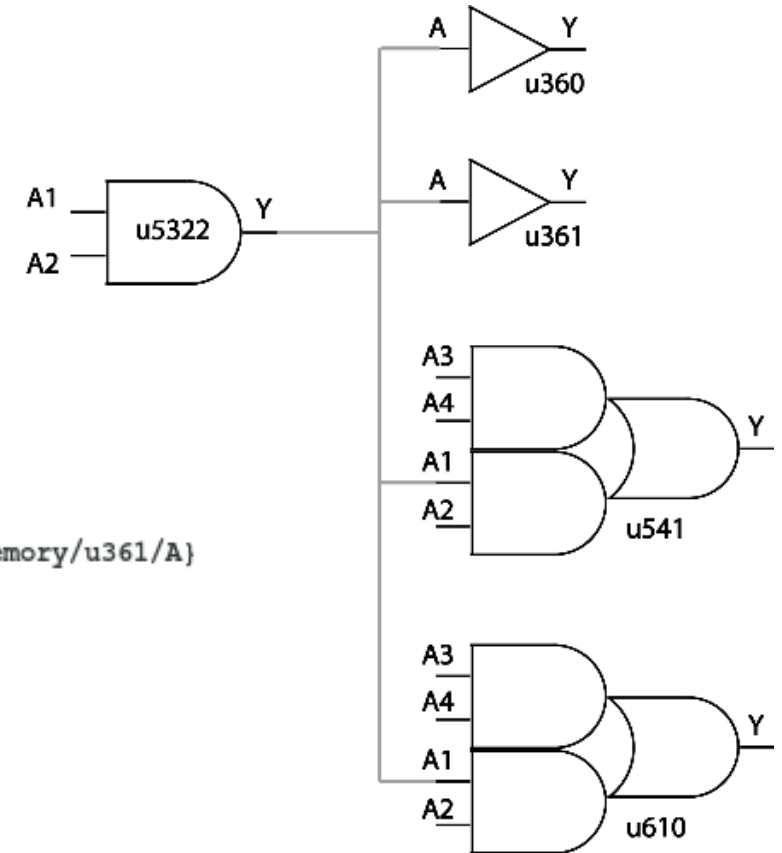 A Y
u360
A Y
u361
A1
A2
u5322
Y
A3
A4
A1
A2
Y
u541
emory/u361/A}
A3
A4
A1
A2
Y
u610